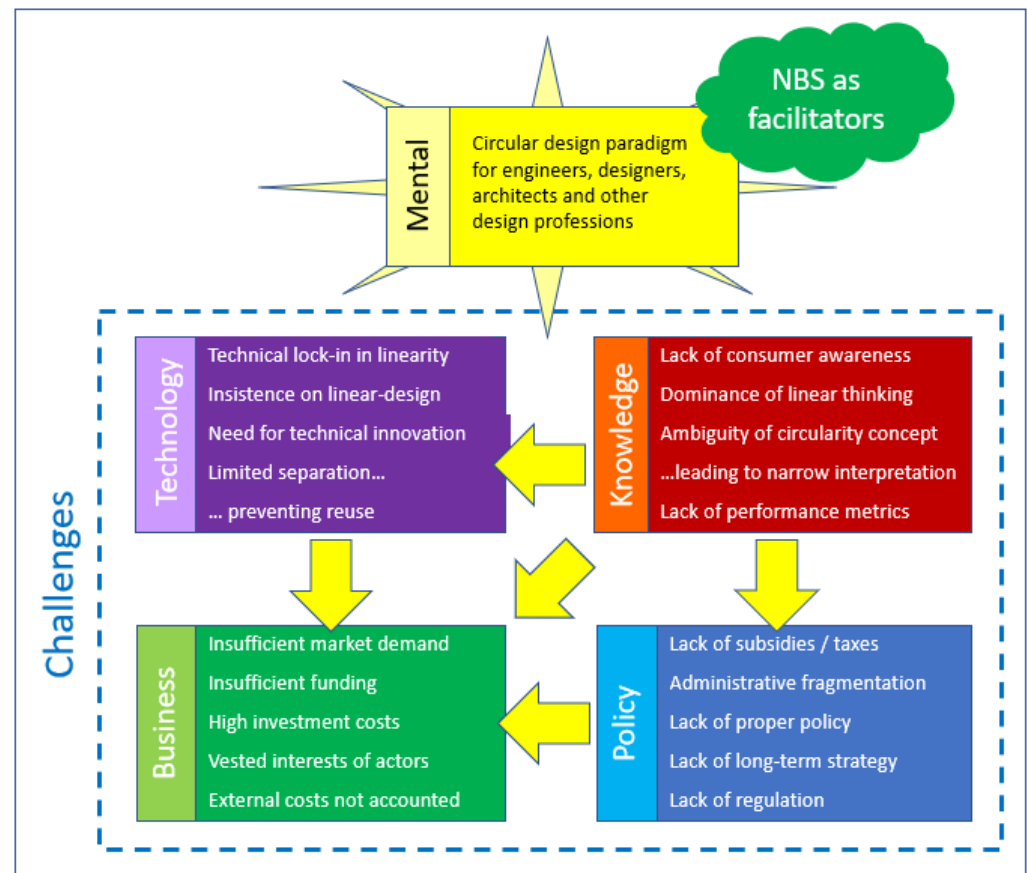 NBS as
facilitators
Mental
Circular design paradigm
for engineers, designers,
architects and other
design professions
Challenges
Technology
Technical lock-in in linearity
Insistence on linear-design
Need for technical innovation
Limited separation...
... preventing reuse
Knowledge
Lack of consumer awareness
Dominance of linear thinking
Ambiguity of circularity concept
...leading to narrow interpretation
Lack of performance metrics
Business
Insufficient market demand
Insufficient funding
High investment costs
Vested interests of actors
External costs not accounted
Policy
Lack of subsidies / taxes
Administrative fragmentation
Lack of proper policy
Lack of long-term strategy
Lack of regulation